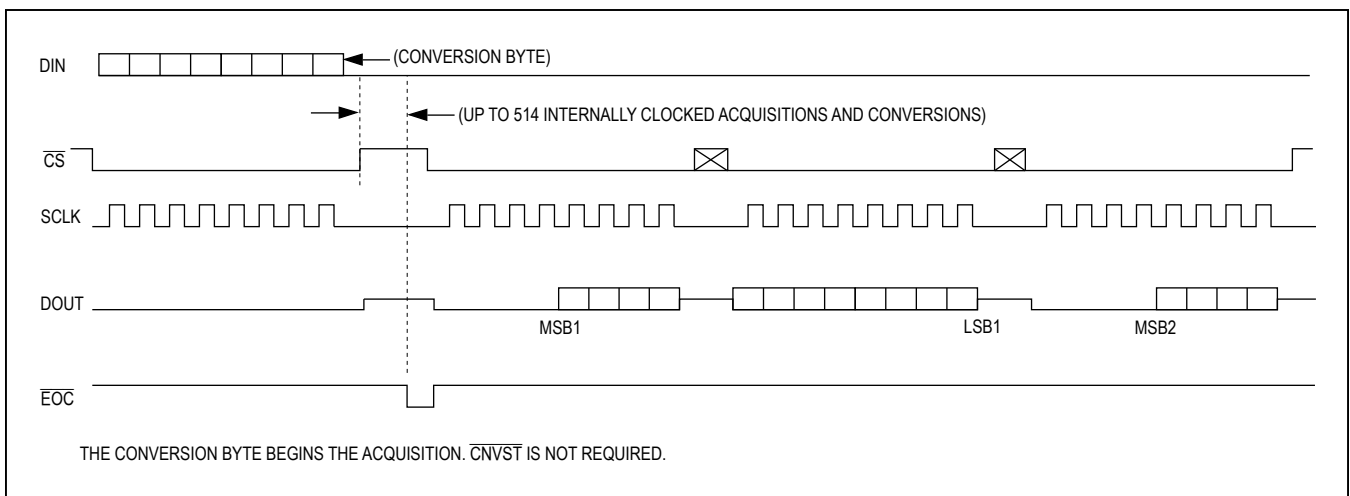 DIN
(CONVERSION BYTE)
(UP TO 514 INTERNALLY CLOCKED ACQUISITIONS AND CONVERSIONS)
CS
SCLK
DOUT
MSB1
LSB1
MSB2
EOC
THE CONVERSION BYTE BEGINS THE ACQUISITION. CNVST IS NOT REQUIRED.